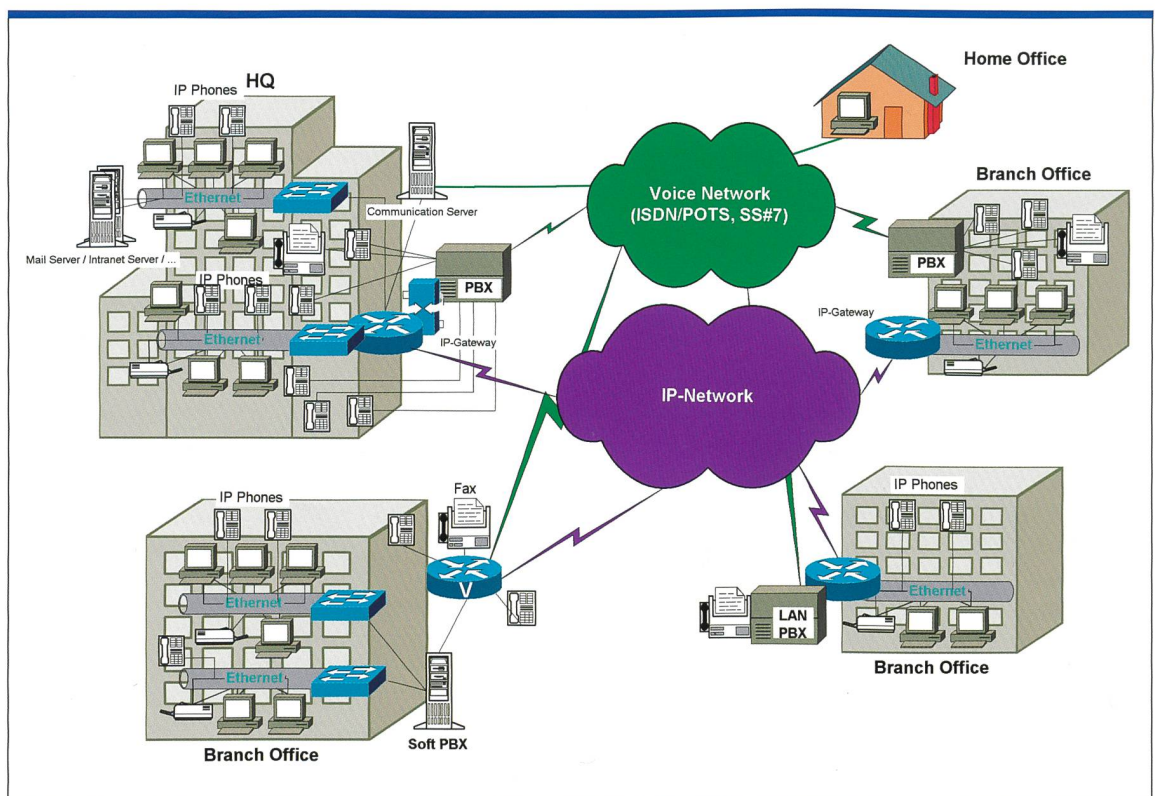 HQ
IP Phones
Ethernet
Mail Server / Intranet Server / ...
IP Phones
Ethernet
Communication Server
PBX
IP-Gateway
Voice Network
(ISDN/POTS, SS#7)
IP-Network
Home Office
Branch Office
PBX
IP-Gateway
Ethernet
IP Phones
Ethernet
Ethernet
Branch Office
Fax
V
Soft PBX
IP Phones
Ethernet
LAN
PBX
Branch Office